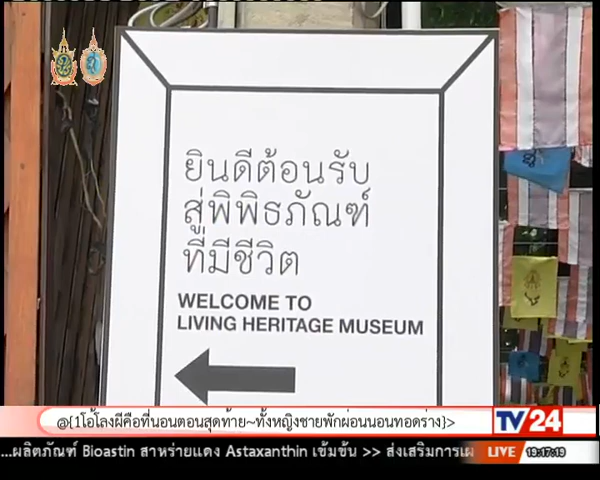 ยินดีต้อนรับ
สู่พิพิธภัณฑ์
ที่มีชีวิต
WELCOME TO
LIVING HERITAGE MUSEUM
@{1โอ้โลงผีคือที่นอนตอนสุดท้าย~ทั้งหญิงชายพักผ่อนนอนทอดร่าง}>
TV24
...ผลิตภัณฑ์ Bioastin สาหร่ายแดง Astaxanthin เข้มข้น >> ส่งเสริมการเผ
LIVE 19:17:19